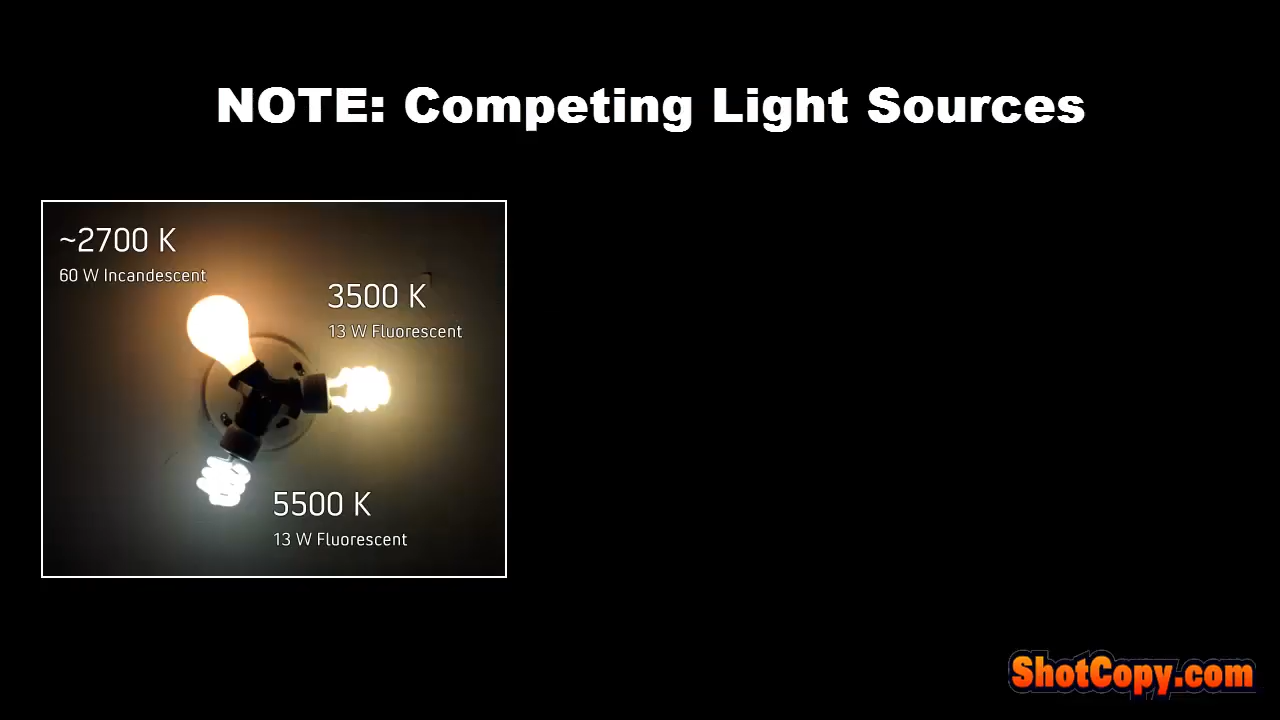 NOTE: Competing Light Sources
~2700 K
60 W Incandescent
3500 K
13 W Fluorescent
5500 K
13 W Fluorescent
ShotCopy.com